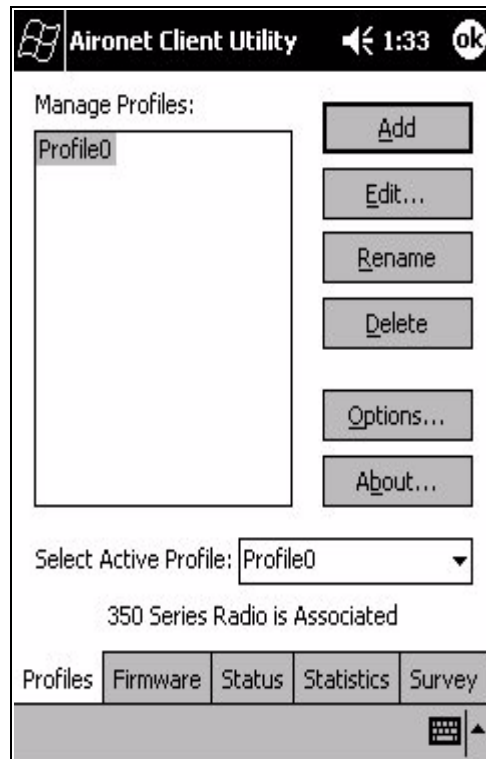 Aironet Client Utility 1:33 ok
Manage Profiles:
Profile0
Add
Edit...
Rename
Delete
Options...
About...
Select Active Profile: Profile0
350 Series Radio is Associated
Profiles Firmware Status Statistics Survey